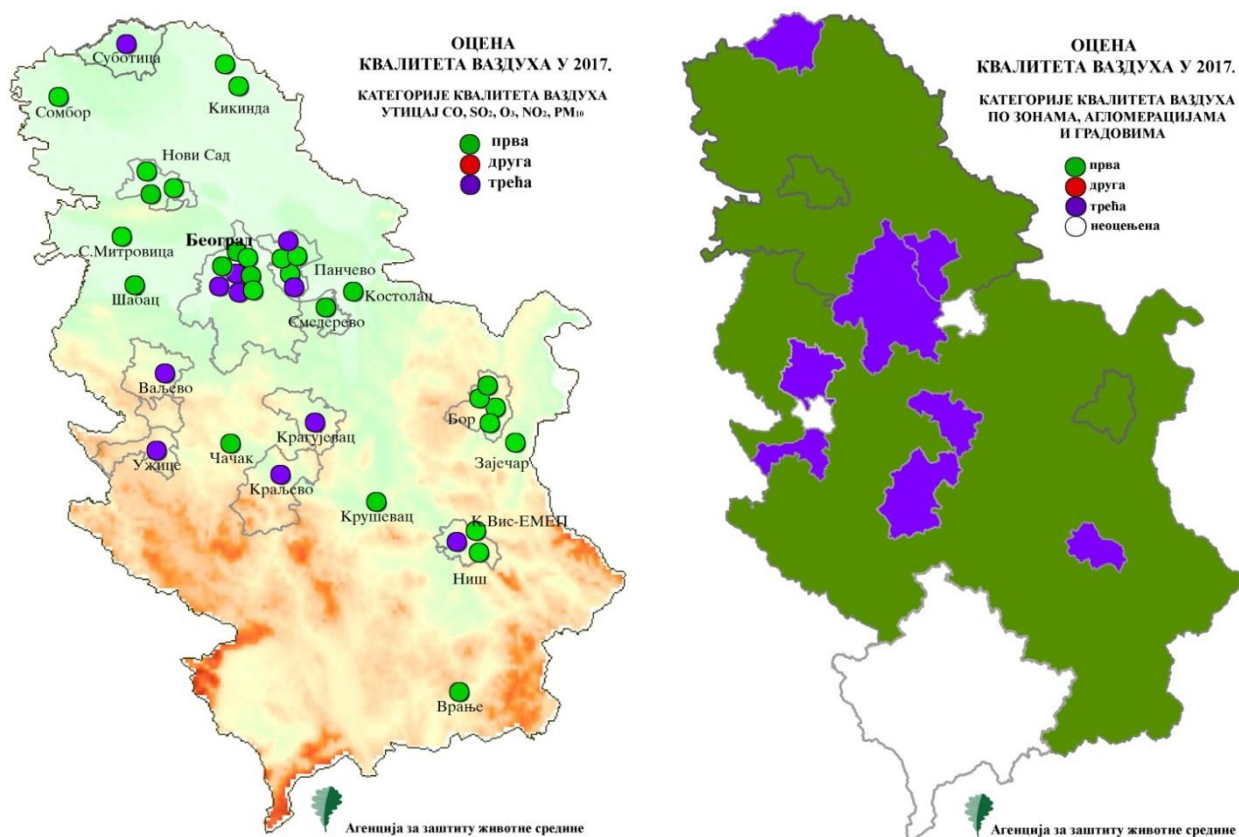 ОЦЕНА
КВАЛИТЕТА ВАЗДУХА У 2017.
КАТЕГОРИЈЕ КВАЛИТЕТА ВАЗДУХА
УТИЦАЈ CO, SO₂, O₃, NO₂, PM₁₀
прва
друга
трећа
Суботица
Сомбор
Кикинда
Нови Сад
С.Митровица
Београд
Панчево
Шабац
Костолац
Смедерево
Ваљево
Бор
Крагујевац
Ужице
Чачак
Зајечар
Краљево
Крушевац
К.Вис-ЕМЕП
Ниш
Врање
Агенција за заштиту животне средине
ОЦЕНА
КВАЛИТЕТА ВАЗДУХА У 2017.
КАТЕГОРИЈЕ КВАЛИТЕТА ВАЗДУХА
ПО ЗОНАМА, АГЛОМЕРАЦИЈАМА
И ГРАДОВИМА
прва
друга
трећа
неоцењена
Агенција за заштиту животне средине